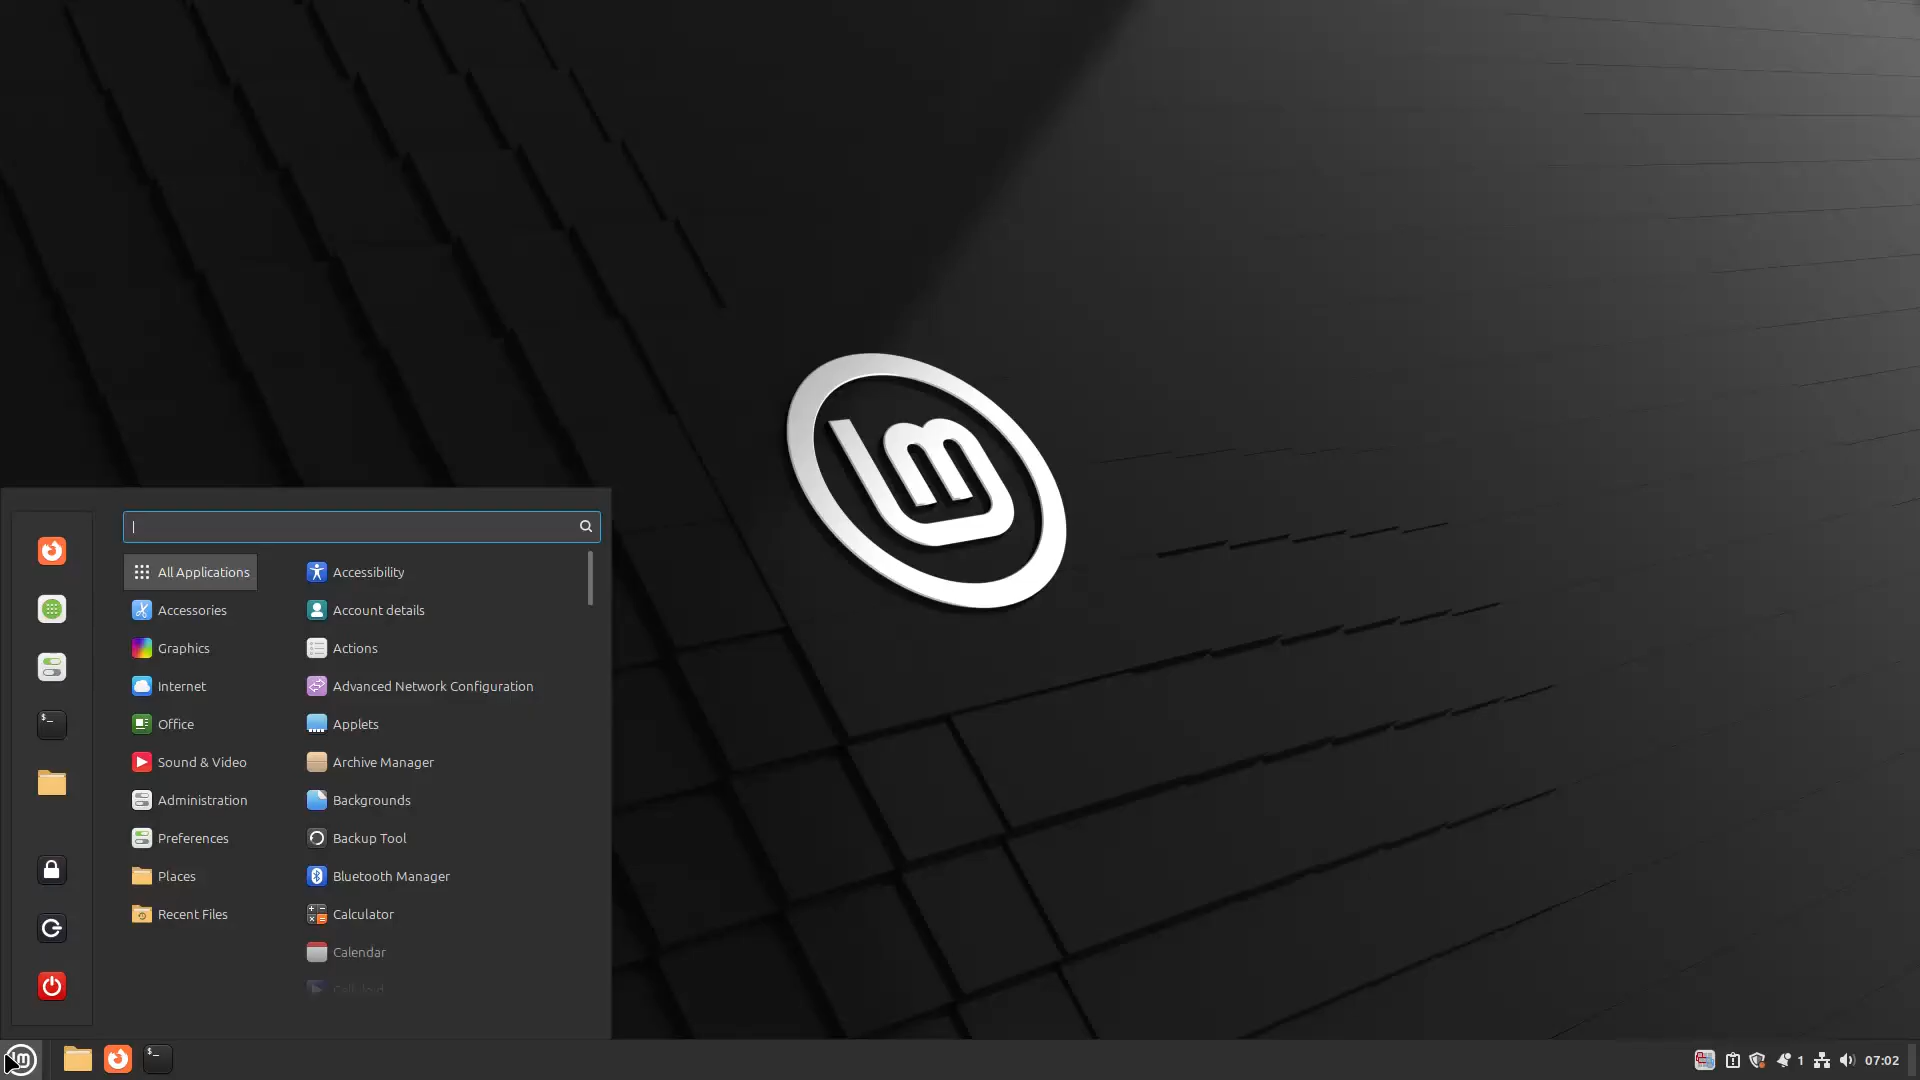 All Applications
Accessories
Graphics
Internet
Office
Sound & Video
Administration
Preferences
Places
Recent Files
Accessibility
Account details
Actions
Advanced Network Configuration
Applets
Archive Manager
Backgrounds
Backup Tool
Bluetooth Manager
Calculator
Calendar
Celluloid
1
07:02